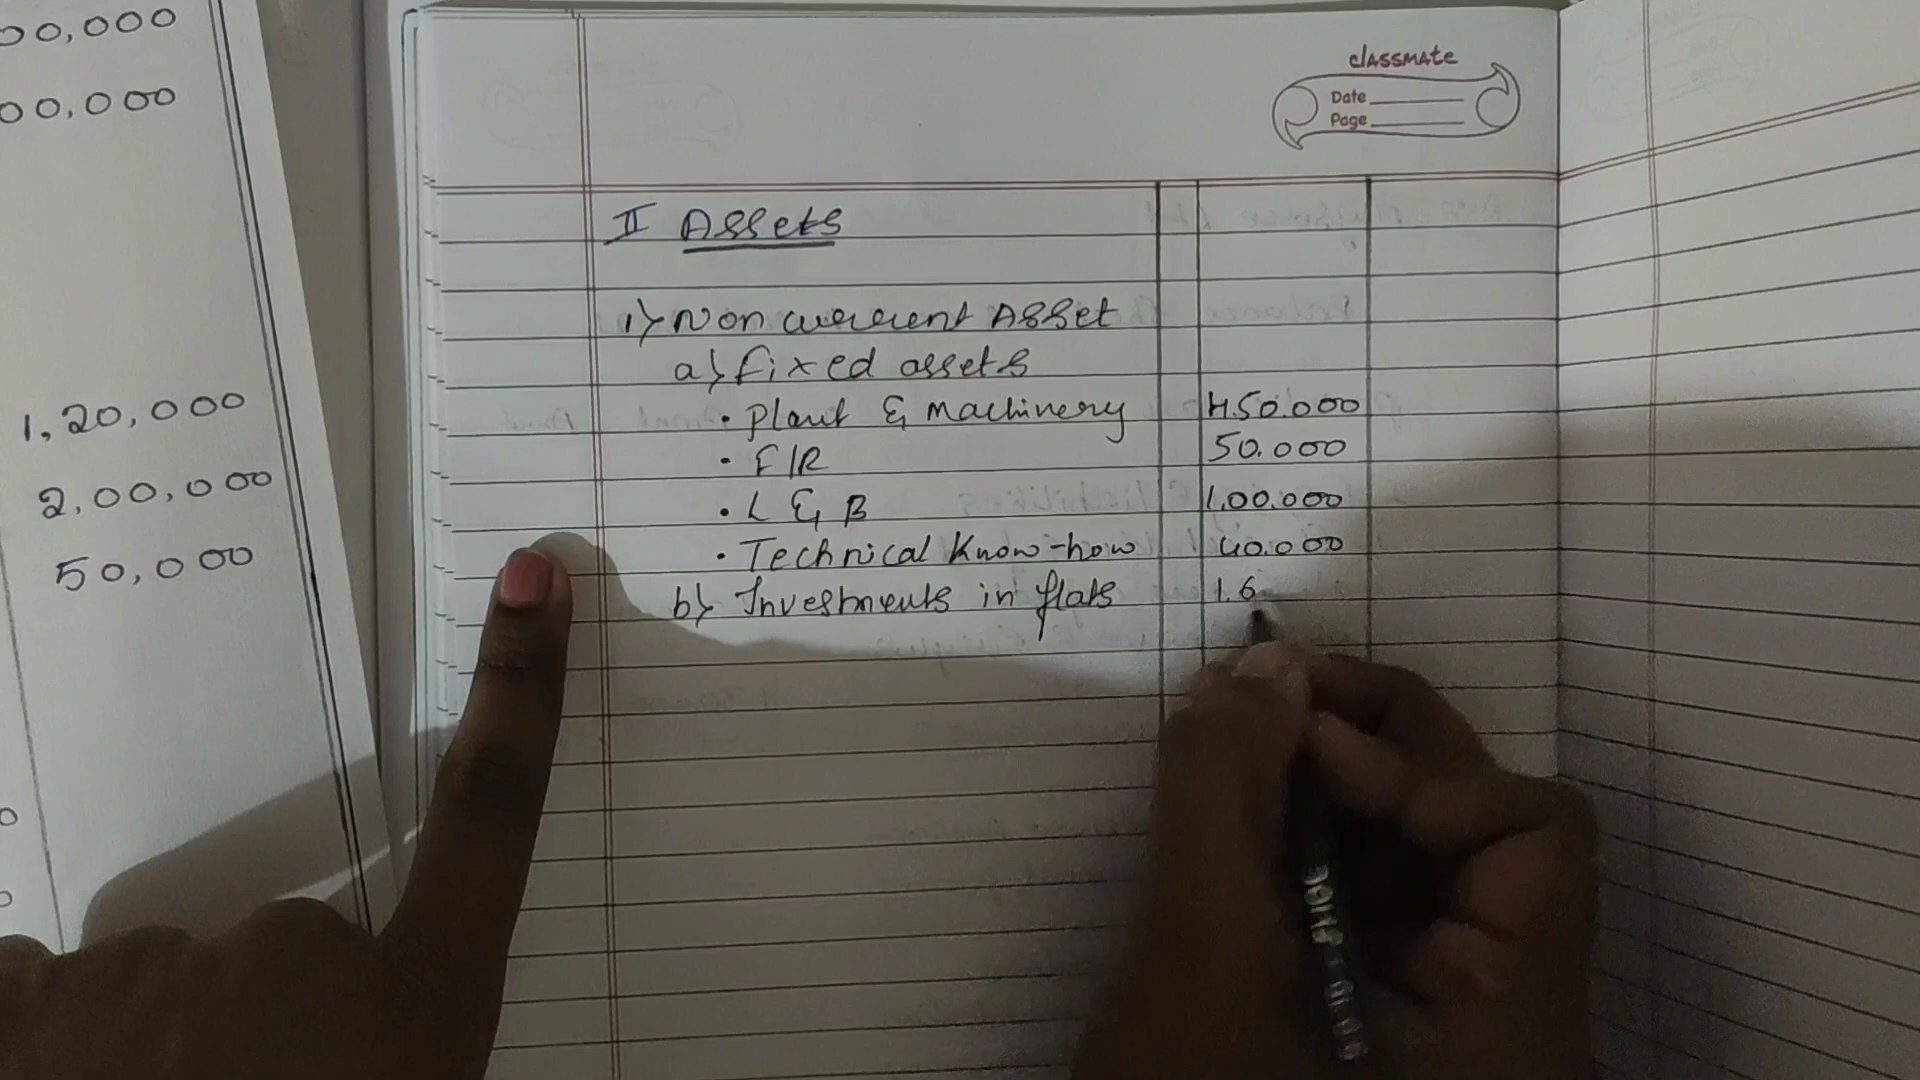 00,000
00,000
1,20,000
2,00,000
50,000
classmate
Date
Page
II Assets
1) Non current Asset
a) fixed assets
• Plant & Machinery 4.50.000
• F/R 50.000
• L & B 1.00.000
• Technical Know-how 40.000
b) Investments in flats 1.6